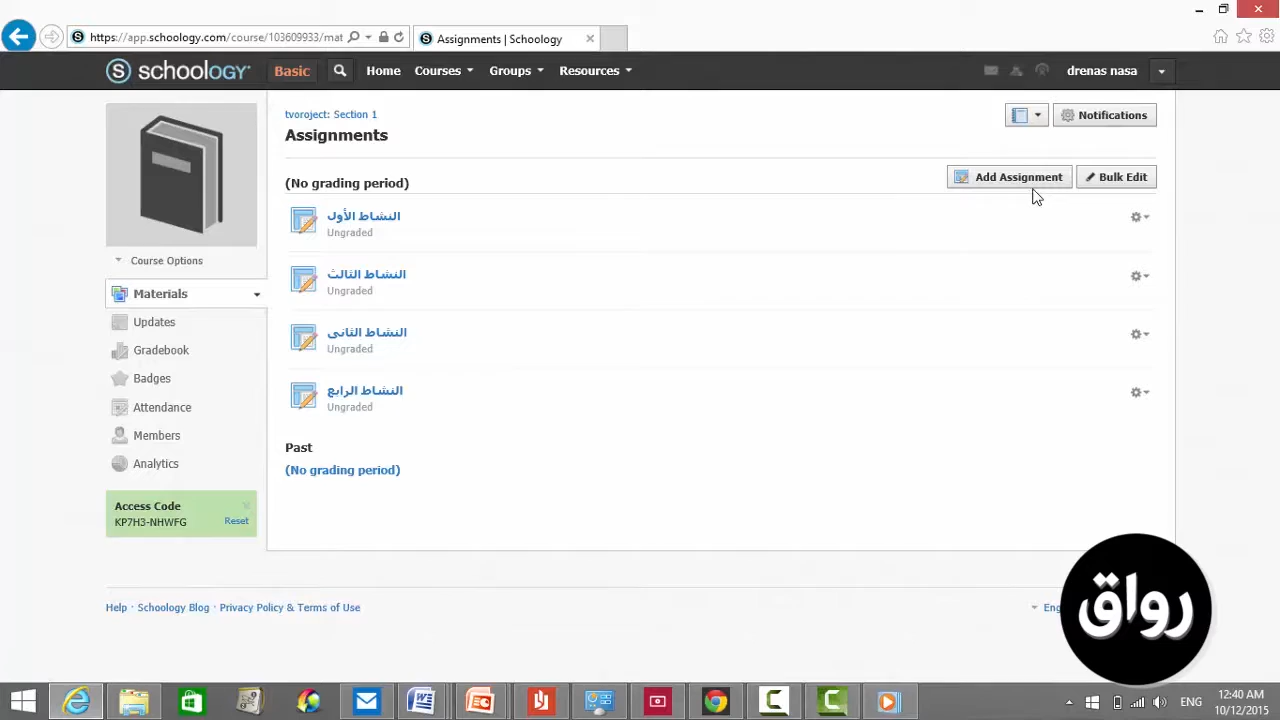 https://app.schoology.com/course/103609933/mat
Assignments | Schoology
S schoology
Basic
Home
Courses
Groups
Resources
drenas nasa
tvoroject: Section 1
Assignments
Notifications
(No grading period)
Add Assignment
Bulk Edit
النشاط الأول
Ungraded
النشاط الثالث
Ungraded
النشاط الثانى
Ungraded
النشاط الرابع
Ungraded
Past
(No grading period)
Course Options
Materials
Updates
Gradebook
Badges
Attendance
Members
Analytics
Access Code
KP7H3-NHWFG
Reset
Help · Schoology Blog · Privacy Policy & Terms of Use
Eng
رواق
ENG
12:40 AM
10/12/2015